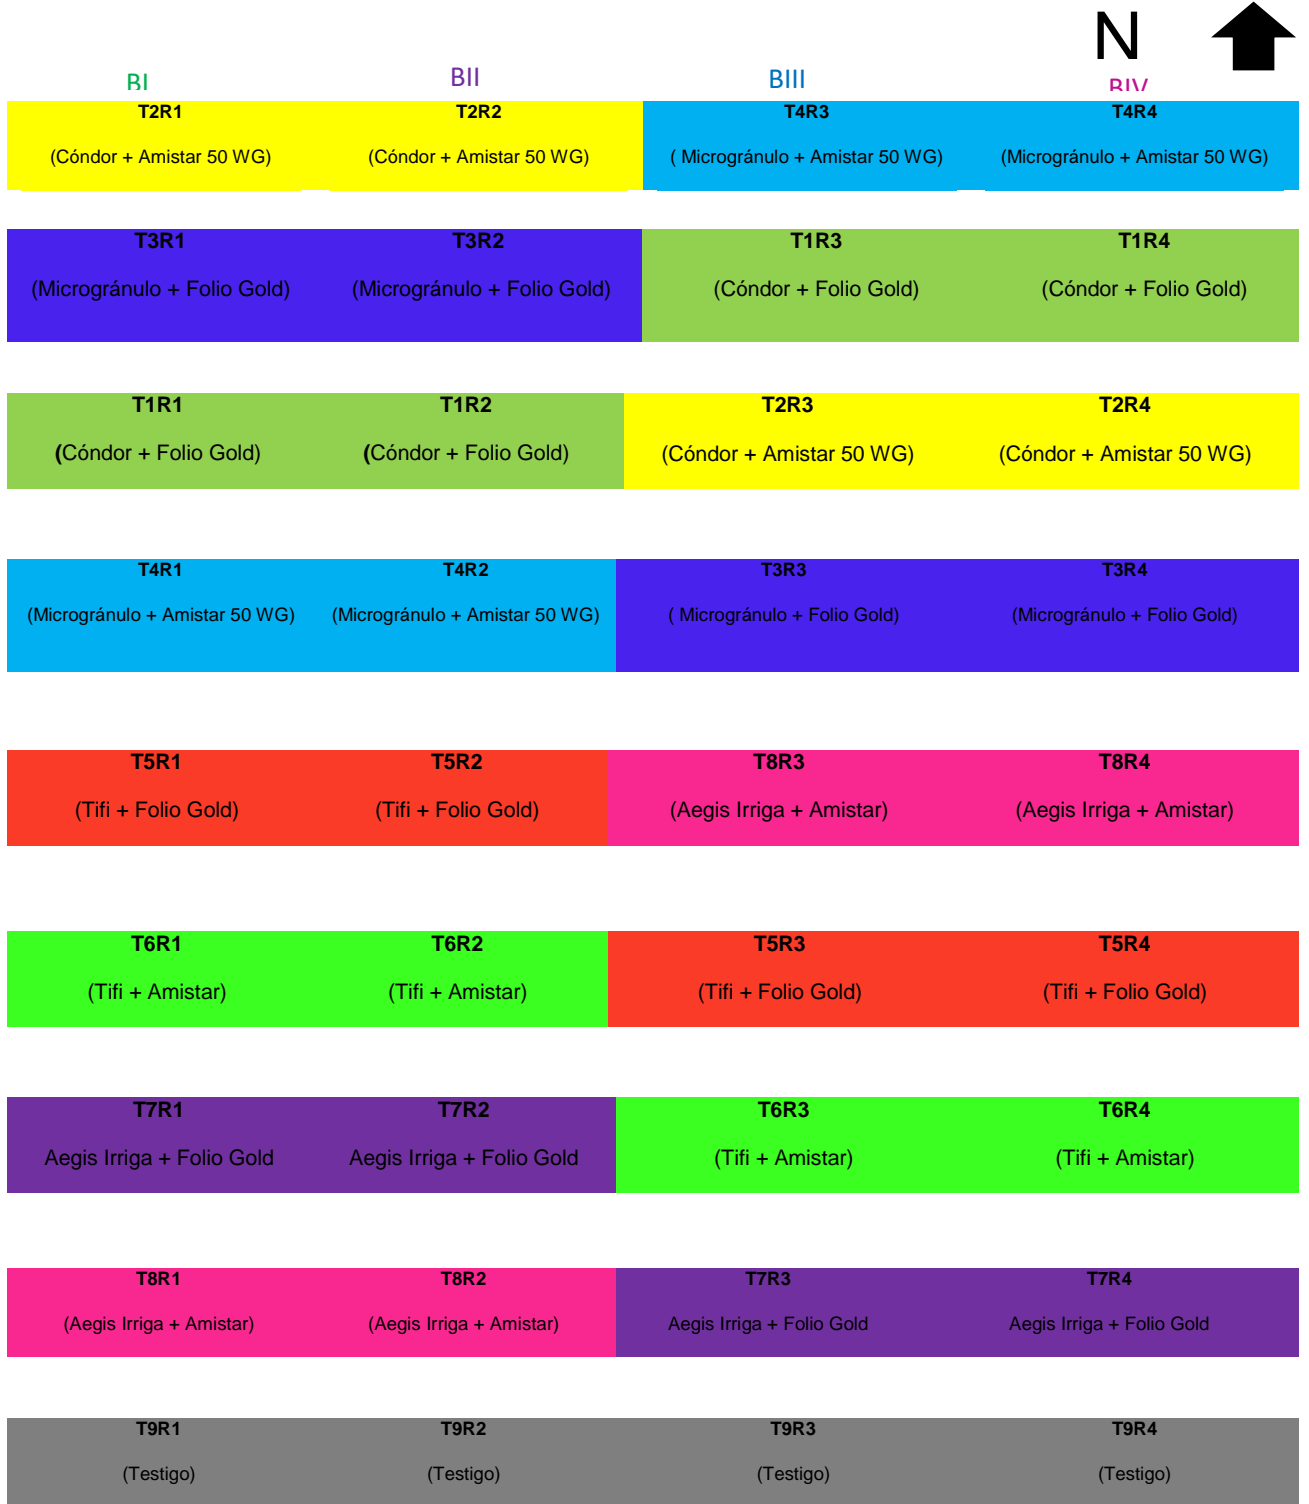 N
BI BII BIII BIV
T2R1 T2R2 T4R3 T4R4
(Cóndor + Amistar 50 WG) (Cóndor + Amistar 50 WG) ( Microgránulo + Amistar 50 WG) (Microgránulo + Amistar 50 WG)
T3R1 T3R2 T1R3 T1R4
(Microgránulo + Folio Gold) (Microgránulo + Folio Gold) (Cóndor + Folio Gold) (Cóndor + Folio Gold)
T1R1 T1R2 T2R3 T2R4
(Cóndor + Folio Gold) (Cóndor + Folio Gold) (Cóndor + Amistar 50 WG) (Cóndor + Amistar 50 WG)
T4R1 T4R2 T3R3 T3R4
(Microgránulo + Amistar 50 WG) (Microgránulo + Amistar 50 WG) ( Microgránulo + Folio Gold) (Microgránulo + Folio Gold)
T5R1 T5R2 T8R3 T8R4
(Tifi + Folio Gold) (Tifi + Folio Gold) (Aegis Irriga + Amistar) (Aegis Irriga + Amistar)
T6R1 T6R2 T5R3 T5R4
(Tifi + Amistar) (Tifi + Amistar) (Tifi + Folio Gold) (Tifi + Folio Gold)
T7R1 T7R2 T6R3 T6R4
Aegis Irriga + Folio Gold Aegis Irriga + Folio Gold (Tifi + Amistar) (Tifi + Amistar)
T8R1 T8R2 T7R3 T7R4
(Aegis Irriga + Amistar) (Aegis Irriga + Amistar) Aegis Irriga + Folio Gold Aegis Irriga + Folio Gold
T9R1 T9R2 T9R3 T9R4
(Testigo) (Testigo) (Testigo) (Testigo)